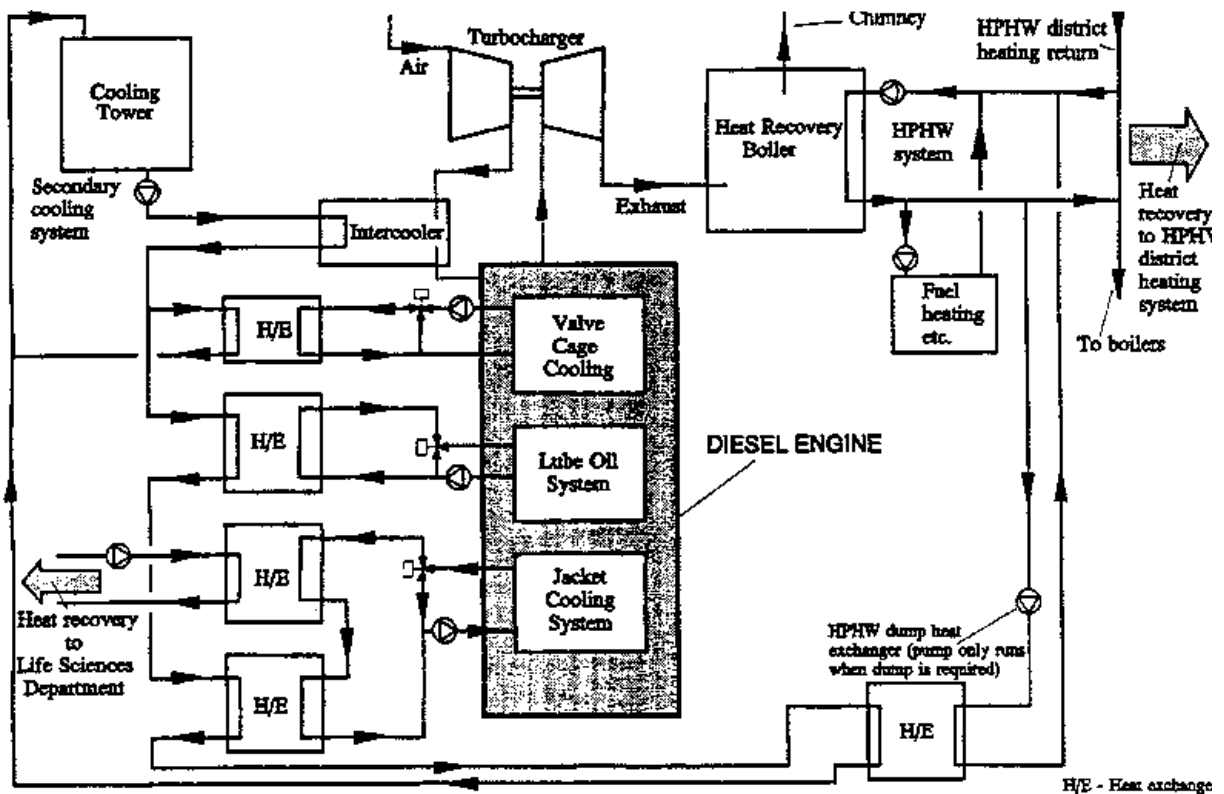 Chimney
HPHW district
heating return
Turbocharger
Air
Cooling
Tower
Heat Recovery
Boiler
HPHW
system
Secondary
cooling
system
Exhaust
Heat
recovery
to HPHW
district
heating
system
Intercooler
Fuel
heating
etc.
To boilers
H/E
Valve
Cage
Cooling
H/E
Lube Oil
System
DIESEL ENGINE
H/E
Jacket
Cooling
System
Heat recovery
to
Life Sciences
Department
HPHW dump heat
exchanger (pump only runs
when dump is required)
H/E
H/E
H/E - Heat exchange